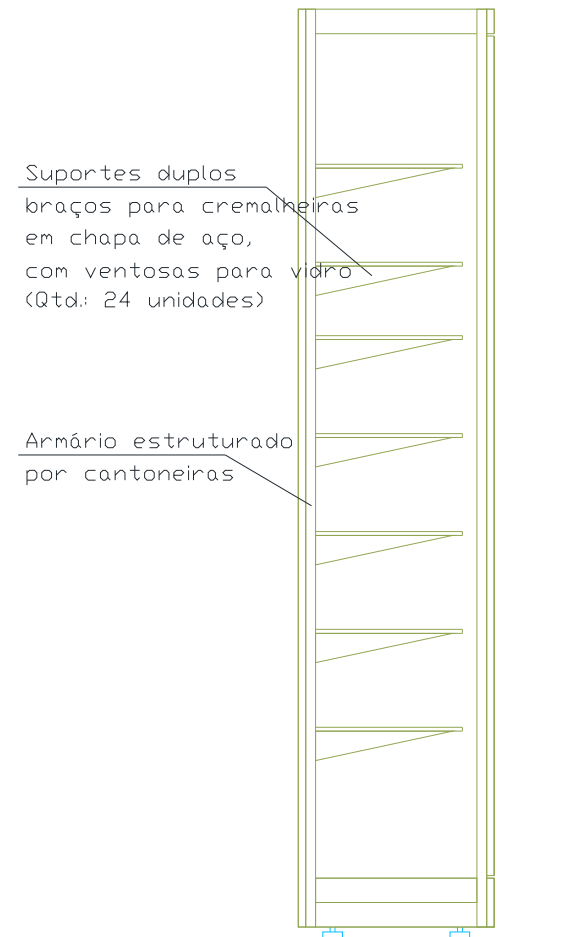 Suportes duplos
braços para cremalheiras
em chapa de aço,
com ventosas para vidro
(Qtd.: 24 unidades)
Armário estruturado
por cantoneiras